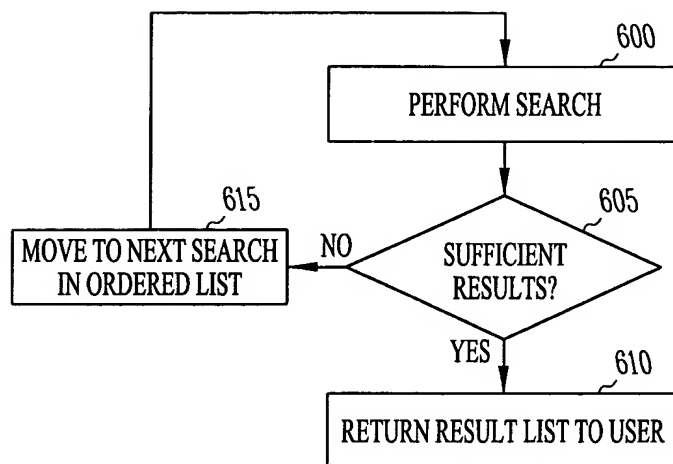 600
PERFORM SEARCH
605
SUFFICIENT
RESULTS?
NO
615
MOVE TO NEXT SEARCH
IN ORDERED LIST
YES
610
RETURN RESULT LIST TO USER